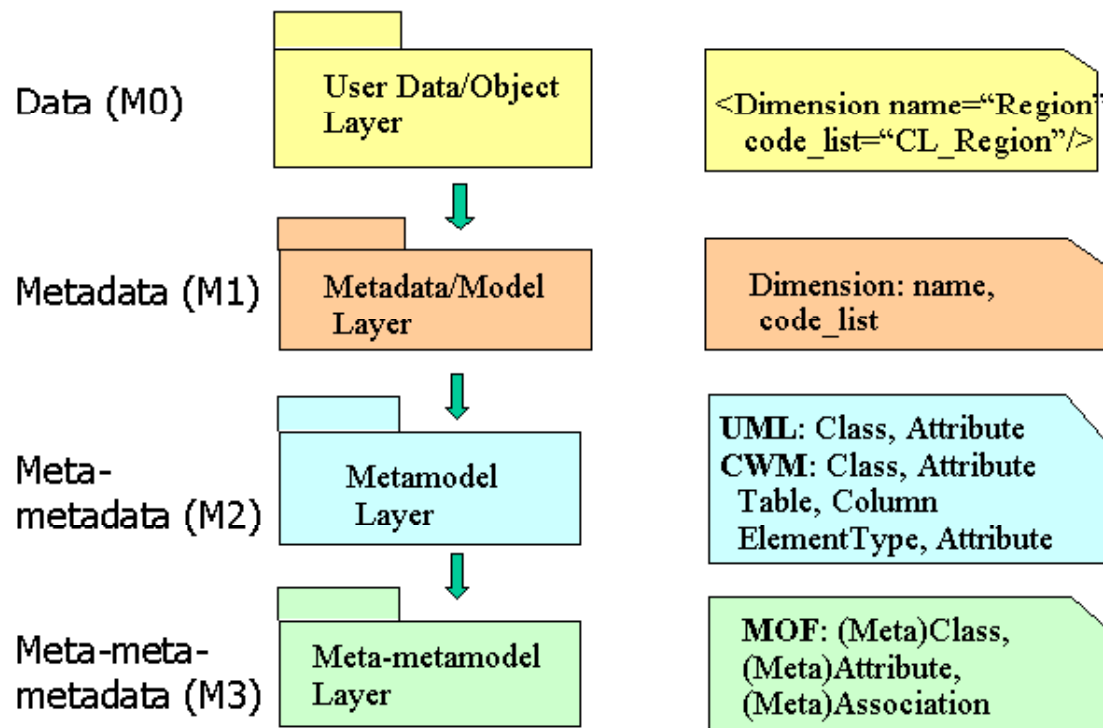 Data (M0)
User Data/Object
Layer
<Dimension name=“Region”
code_list=“CL_Region”/>
Metadata (M1)
Metadata/Model
Layer
Dimension: name,
code_list
Meta-
metadata (M2)
Metamodel
Layer
UML: Class, Attribute
CWM: Class, Attribute
Table, Column
ElementType, Attribute
Meta-meta-
metadata (M3)
Meta-metamodel
Layer
MOF: (Meta)Class,
(Meta)Attribute,
(Meta)Association